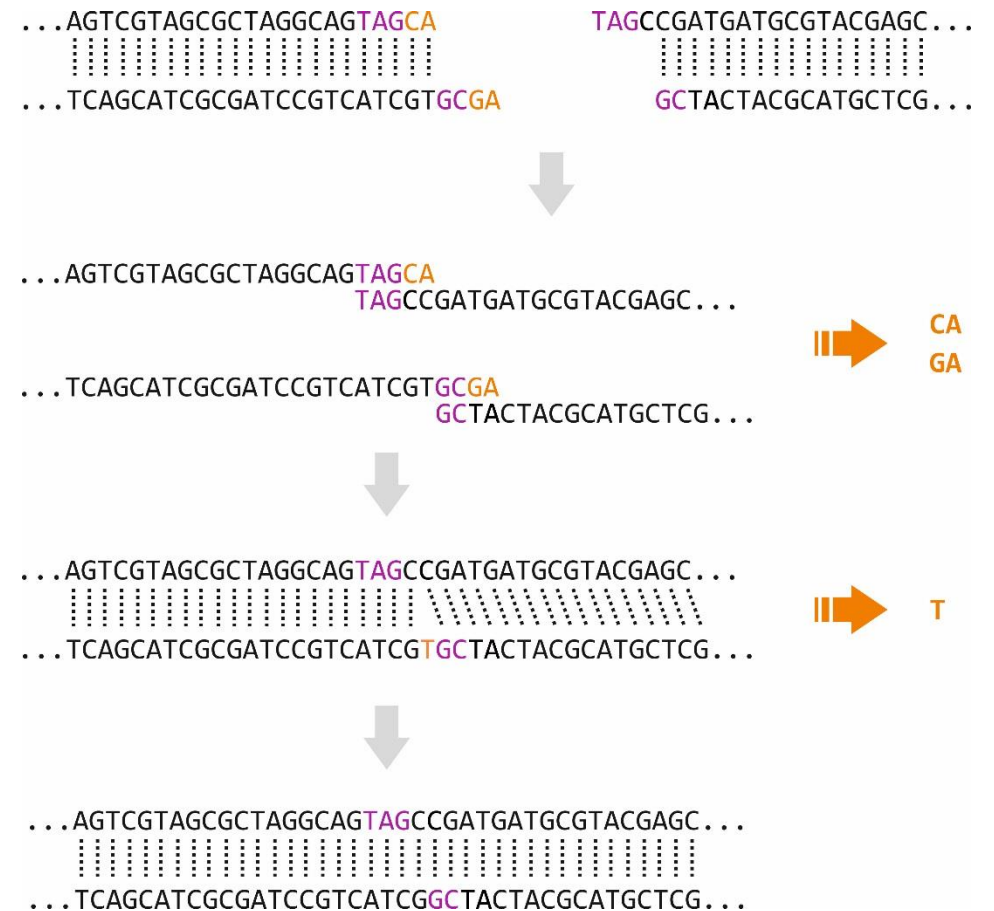 ...AGTCGTAGCGCTAGGCAGTAGCA TAGCCGATGATGCGTACGAGC...
...TCAGCATCGCGATCCGTCATCGTGCGA GCTACTACGCATGCTCG...
...AGTCGTAGCGCTAGGCAGTAGCA
TAGCCGATGATGCGTACGAGC...
CA
GA
...TCAGCATCGCGATCCGTCATCGTGCGA
GCTACTACGCATGCTCG...
...AGTCGTAGCGCTAGGCAGTAGCCGATGATGCGTACGAGC...
T
...TCAGCATCGCGATCCGTCATCGTGCTACTACGCATGCTCG...
...AGTCGTAGCGCTAGGCAGTAGCCGATGATGCGTACGAGC...
...TCAGCATCGCGATCCGTCATCGGCTACTACGCATGCTCG...